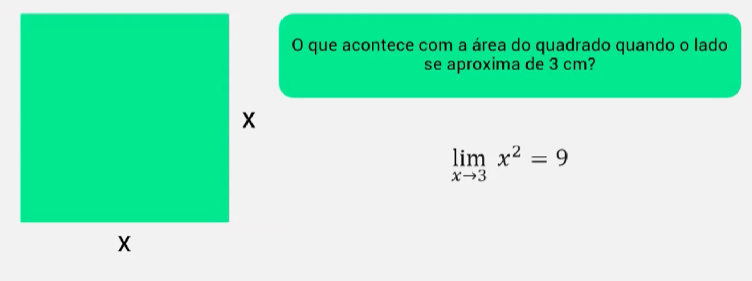 O que acontece com a área do quadrado quando o lado
se aproxima de 3 cm?
X
lim x² = 9
x→3
X